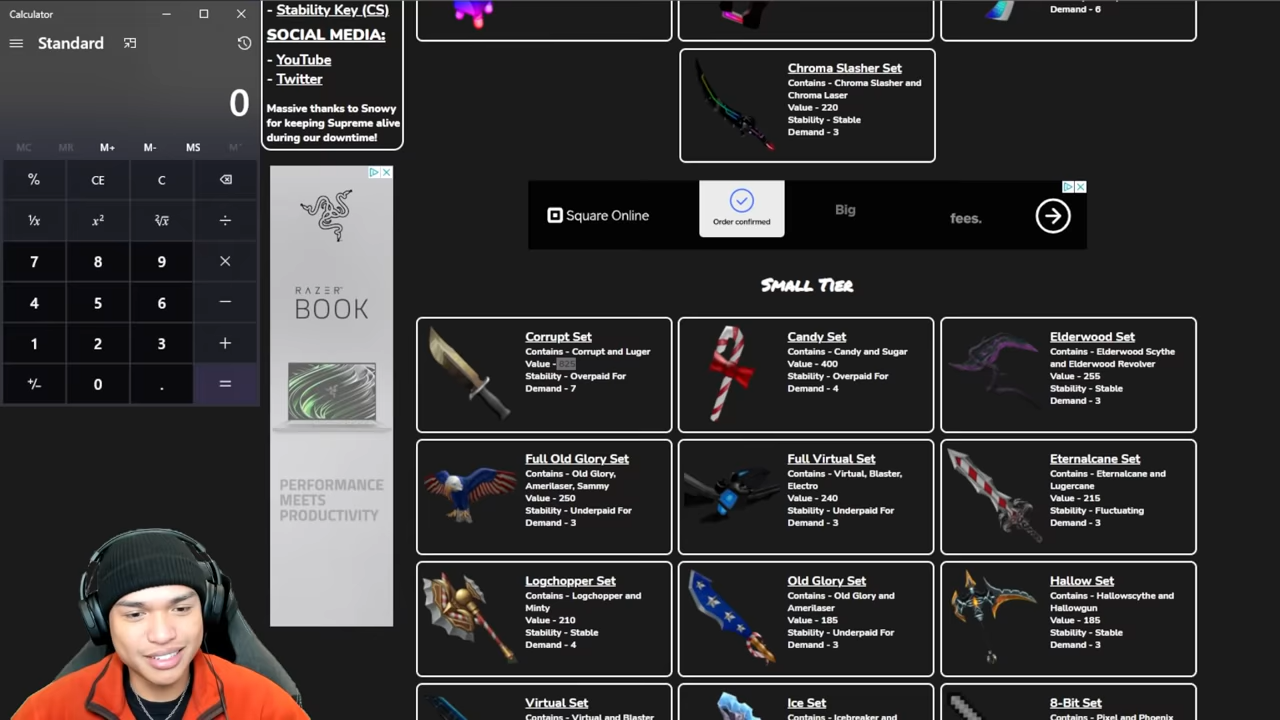 Calculator
Standard
0
MC MR M+ M- MS
% CE C
¹/x x² ²√x ÷
7 8 9 ×
4 5 6 −
1 2 3 +
+/− 0 . =
- Stability Key (CS)
SOCIAL MEDIA:
- YouTube
- Twitter
Massive thanks to Snowy
for keeping Supreme alive
during our downtime!
RAZER
BOOK
PERFORMANCE
MEETS
PRODUCTIVITY
Demand - 6
Chroma Slasher Set
Contains - Chroma Slasher and
Chroma Laser
Value - 220
Stability - Stable
Demand - 3
Square Online
Order confirmed
Big
fees.
Small Tier
Corrupt Set
Contains - Corrupt and Luger
Value -
Stability - Overpaid For
Demand - 7
Candy Set
Contains - Candy and Sugar
Value - 400
Stability - Overpaid For
Demand - 4
Elderwood Set
Contains - Elderwood Scythe
and Elderwood Revolver
Value - 255
Stability - Stable
Demand - 3
Full Old Glory Set
Contains - Old Glory,
Amerilaser, Sammy
Value - 250
Stability - Underpaid For
Demand - 3
Full Virtual Set
Contains - Virtual, Blaster,
Electro
Value - 240
Stability - Underpaid For
Demand - 3
Eternalcane Set
Contains - Eternalcane and
Lugercane
Value - 215
Stability - Fluctuating
Demand - 3
Logchopper Set
Contains - Logchopper and
Minty
Value - 210
Stability - Stable
Demand - 4
Old Glory Set
Contains - Old Glory and
Amerilaser
Value - 185
Stability - Underpaid For
Demand - 3
Hallow Set
Contains - Hallowscythe and
Hallowgun
Value - 185
Stability - Stable
Demand - 3
Virtual Set
Contains - Virtual and Blaster
Ice Set
Contains - Icebreaker and
8-Bit Set
Contains - Pixel and Phoenix